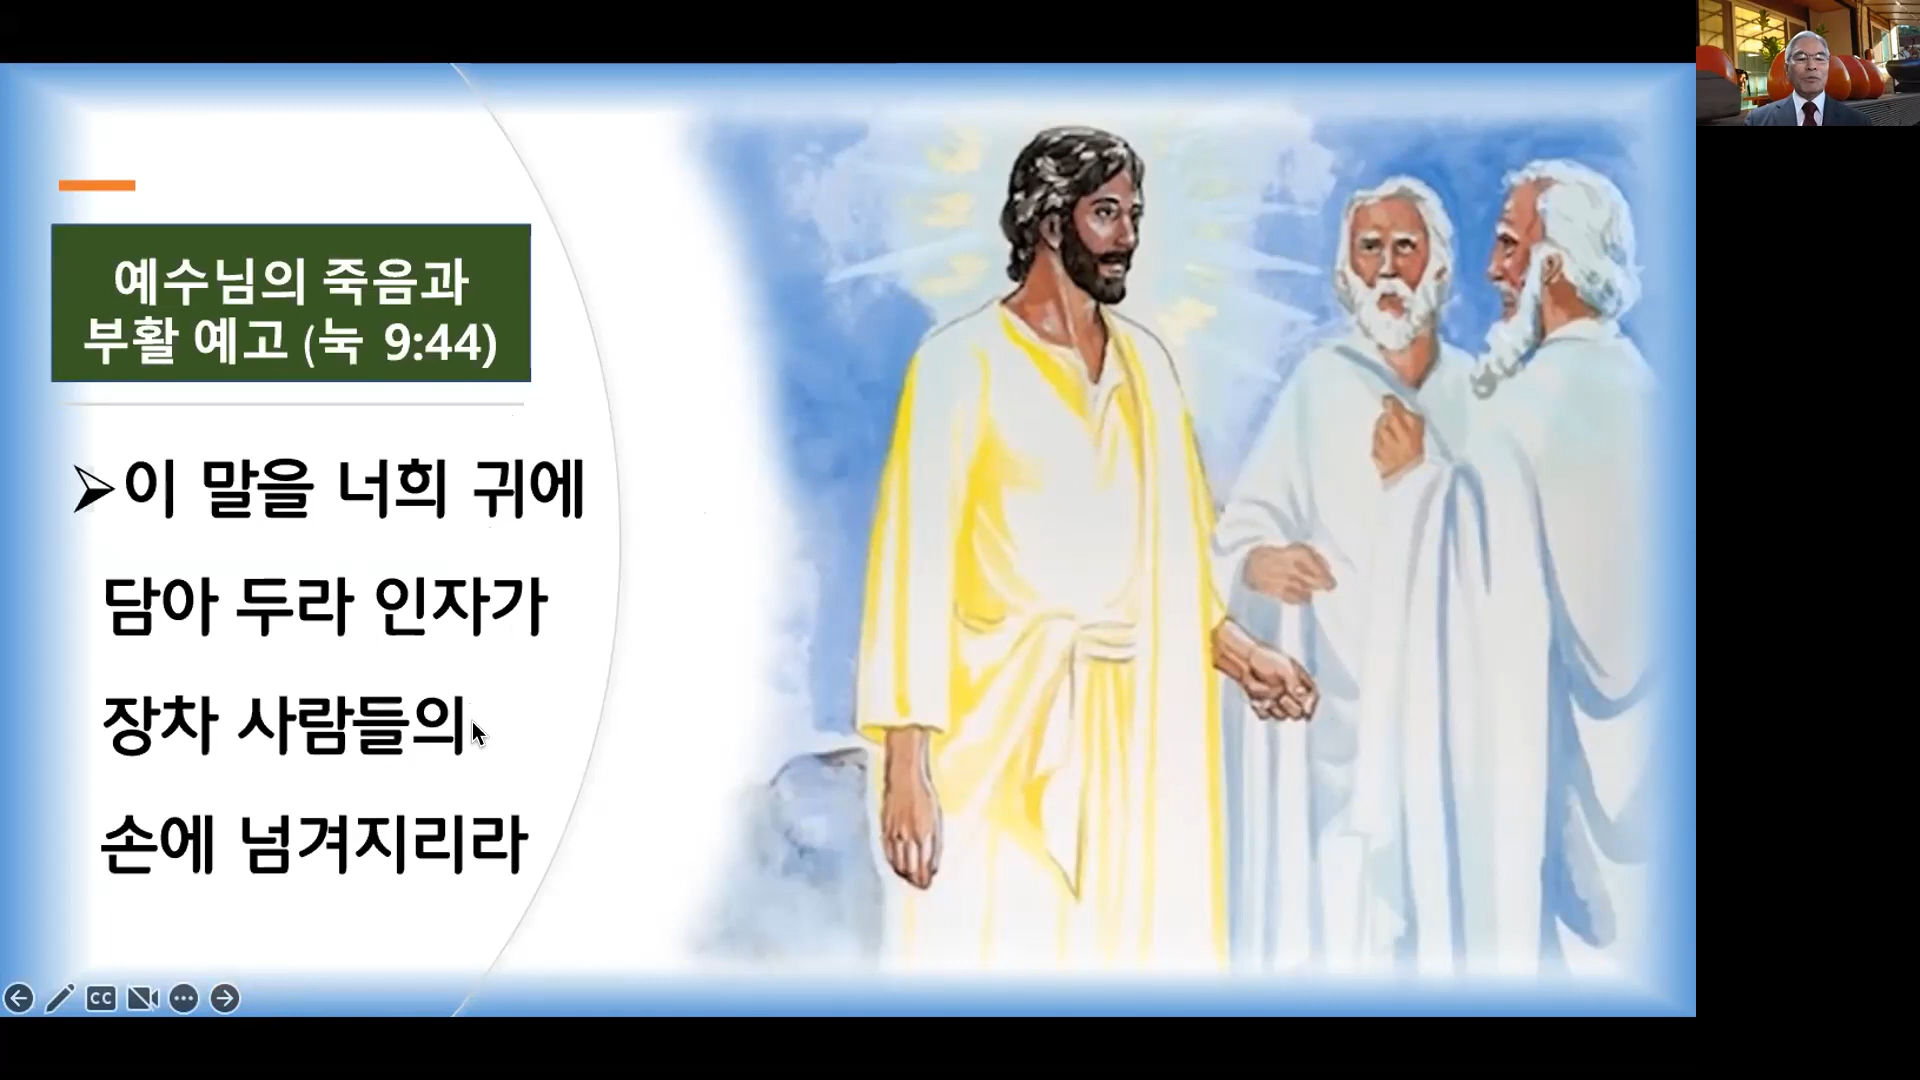 예수님의 죽음과
부활 예고 (눅 9:44)
➢이 말을 너희 귀에
담아 두라 인자가
장차 사람들의
손에 넘겨지리라
CC